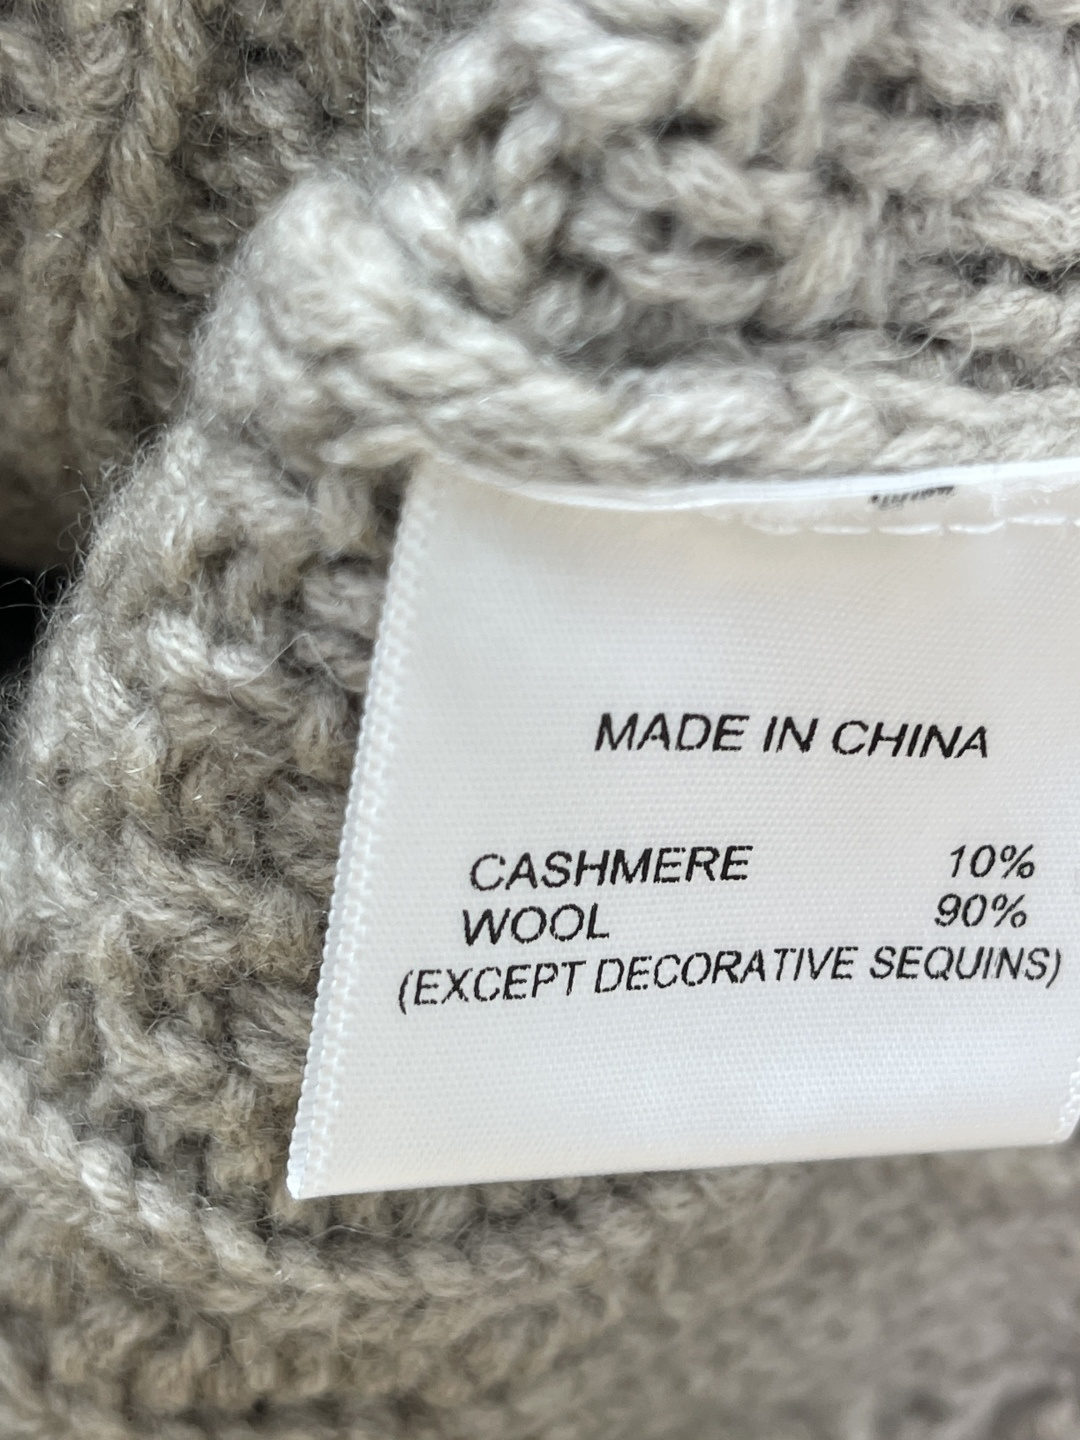 MADE IN CHINA
CASHMERE 10%
WOOL 90%
(EXCEPT DECORATIVE SEQUINS)